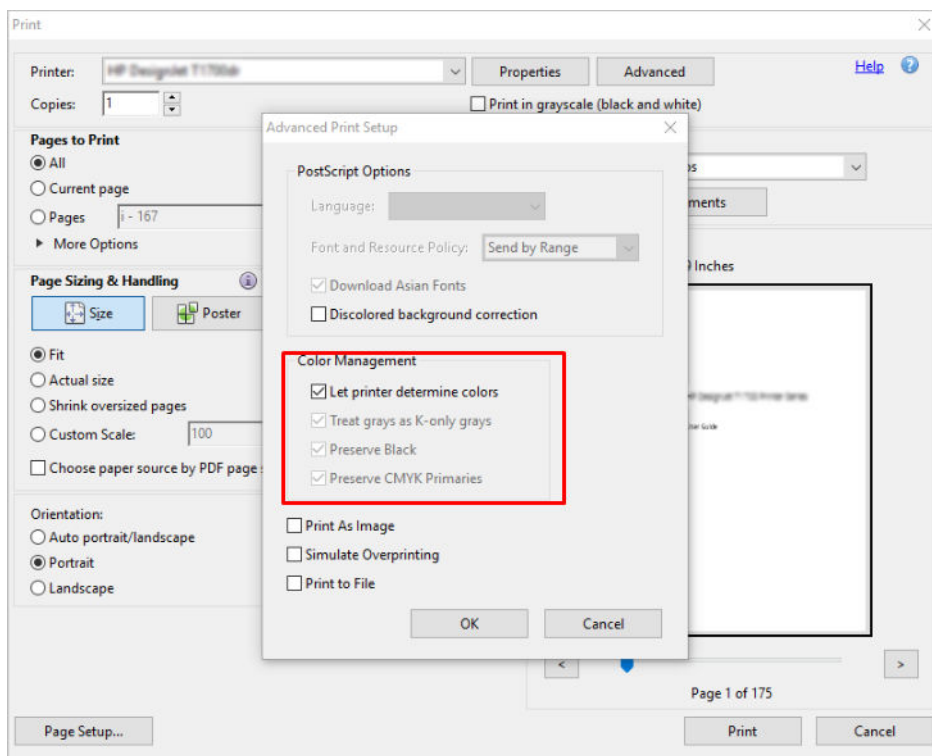 Print
Printer:
Properties
Advanced
Help
Copies: 1
Print in grayscale (black and white)
Pages to Print
All
Current page
Pages i - 167
More Options
Page Sizing & Handling
Size
Poster
Fit
Actual size
Shrink oversized pages
Custom Scale: 100
Choose paper source by PDF page
Orientation:
Auto portrait/landscape
Portrait
Landscape
Advanced Print Setup
PostScript Options
Language:
Font and Resource Policy: Send by Range
Download Asian Fonts
Discolored background correction
Color Management
Let printer determine colors
Treat grays as K-only grays
Preserve Black
Preserve CMYK Primaries
Print As Image
Simulate Overprinting
Print to File
OK
Cancel
Inches
Guide
<
>
Page 1 of 175
Page Setup...
Print
Cancel